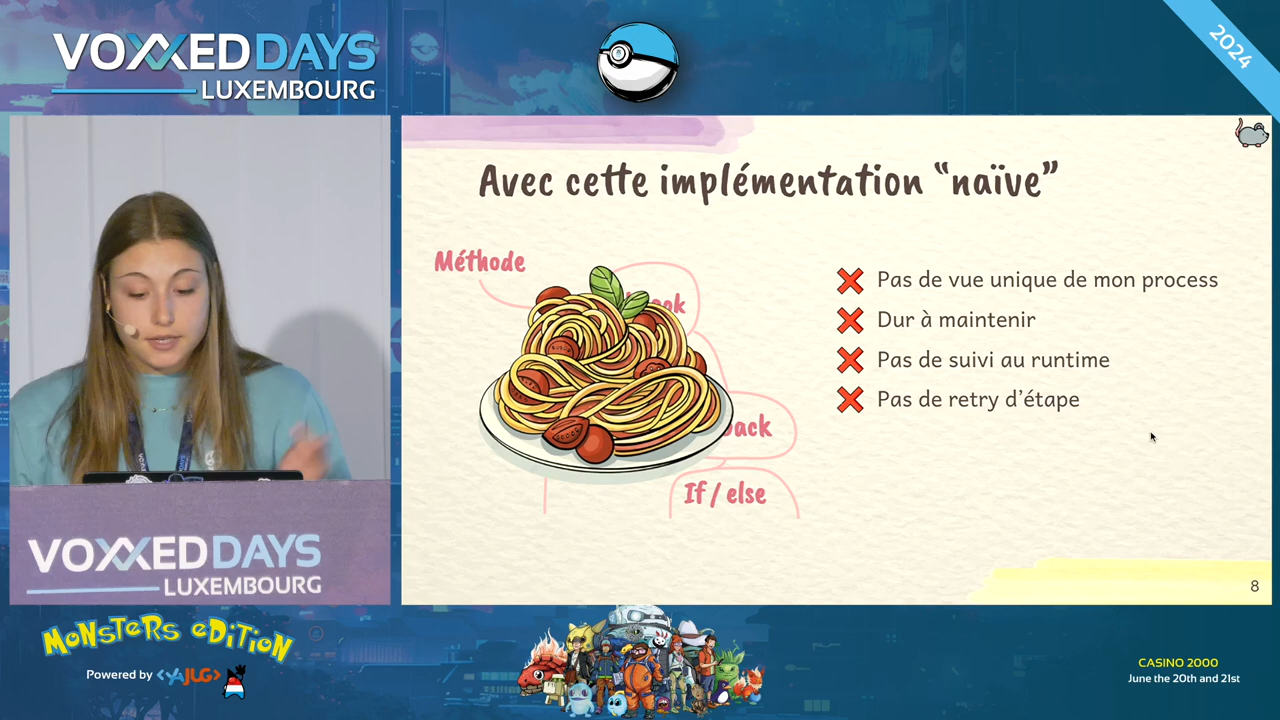 VOXXED DAYS
LUXEMBOURG
2024
Avec cette implémentation “naïve”
Méthode
If / else
Pas de vue unique de mon process
Dur à maintenir
Pas de suivi au runtime
Pas de retry d’étape
8
VOXXED DAYS
LUXEMBOURG
MONSTERS EDITION
Powered by <YAJUG>
CASINO 2000
June the 20th and 21st